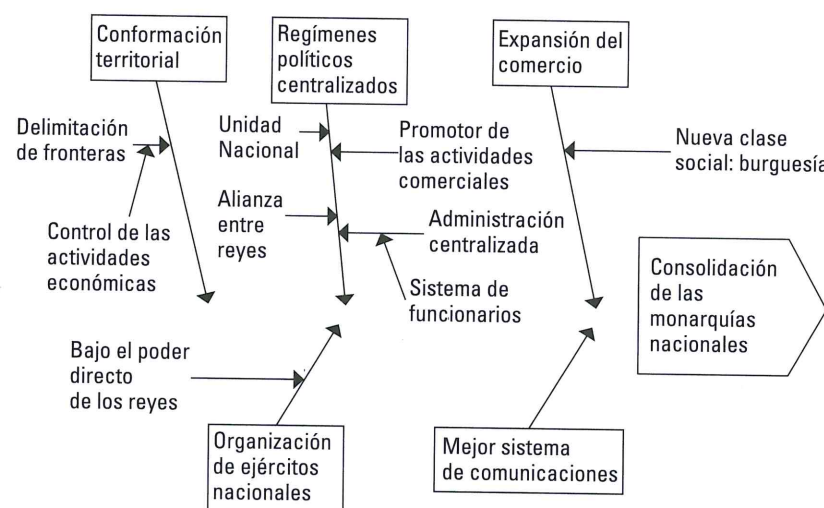 Conformación
territorial
Regímenes
políticos
centralizados
Expansión del
comercio
Delimitación
de fronteras
Unidad
Nacional
Promotor de
las actividades
comerciales
Nueva clase
social: burguesía
Control de las
actividades
económicas
Alianza
entre
reyes
Administración
centralizada
Sistema de
funcionarios
Consolidación
de las
monarquías
nacionales
Bajo el poder
directo
de los reyes
Organización
de ejércitos
nacionales
Mejor sistema
de comunicaciones